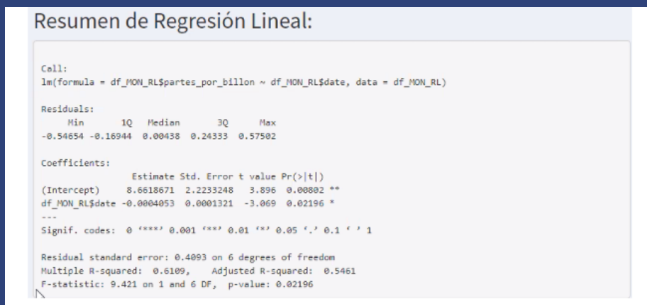 Resumen de Regresión Lineal:
Call:
lm(formula = df_MON_RL$partes_por_billon ~ df_MON_RL$date, data = df_MON_RL)
Residuals:
Min 1Q Median 3Q Max
-0.54654 -0.16944 0.00438 0.24333 0.57502
Coefficients:
Estimate Std. Error t value Pr(>|t|)
(Intercept) 8.6618671 2.2233248 3.896 0.00802 **
df_MON_RL$date -0.0004053 0.0001321 -3.069 0.02196 *
---
Signif. codes: 0 ‘***’ 0.001 ‘**’ 0.01 ‘*’ 0.05 ‘.’ 0.1 ‘ ’ 1
Residual standard error: 0.4093 on 6 degrees of freedom
Multiple R-squared: 0.6109, Adjusted R-squared: 0.5461
F-statistic: 9.421 on 1 and 6 DF, p-value: 0.02196